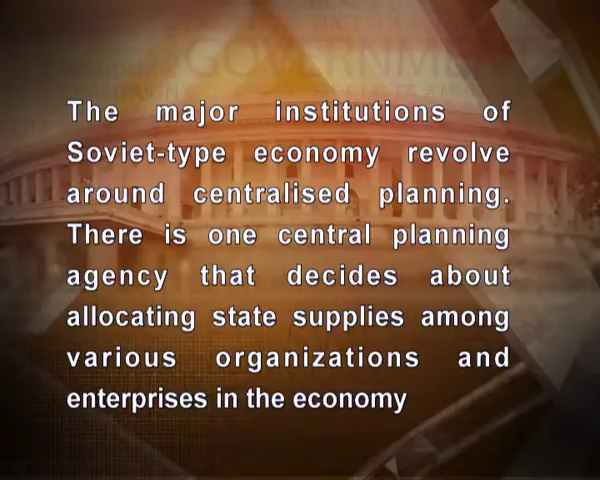 GOVERNM
The major institutions of
Soviet-type economy revolve
around centralised planning.
There is one central planning
agency that decides about
allocating state supplies among
various organizations and
enterprises in the economy